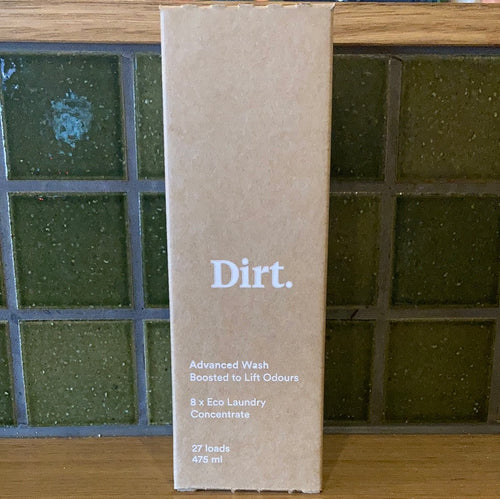 Dirt.
Advanced Wash
Boosted to Lift Odours
8 x Eco Laundry
Concentrate
27 loads
475 ml